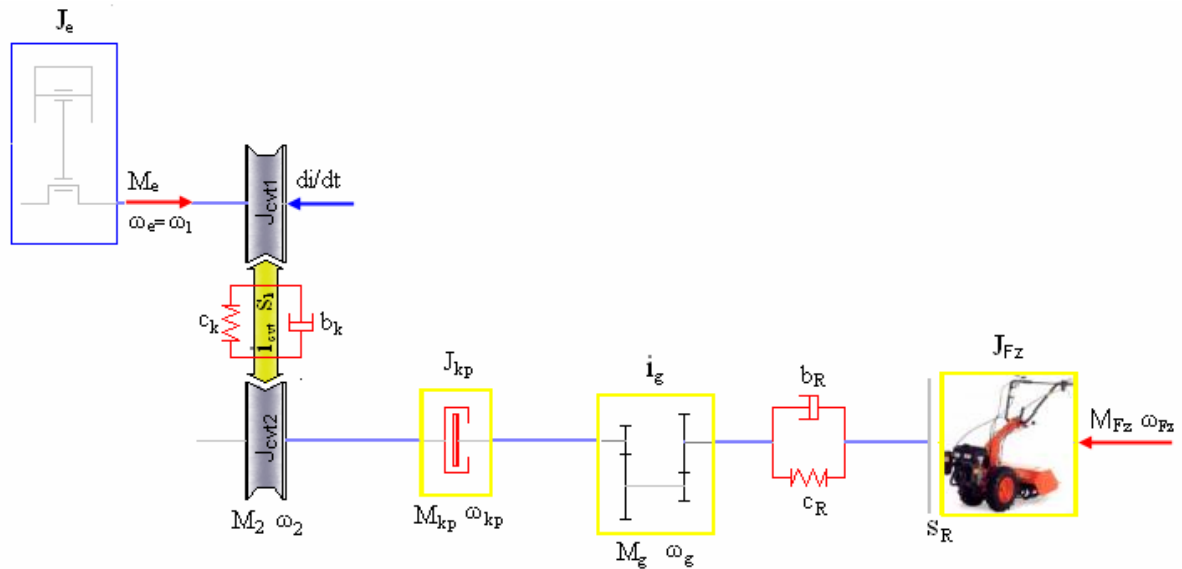 Je
Me
ωe=ω1
Jcvt1
di/dt
ck
icvt S1
bk
Jcvt2
M2 ω2
Jkp
Mkp ωkp
ig
Mg ωg
bR
cR
JFz
SR
MFz ωFz